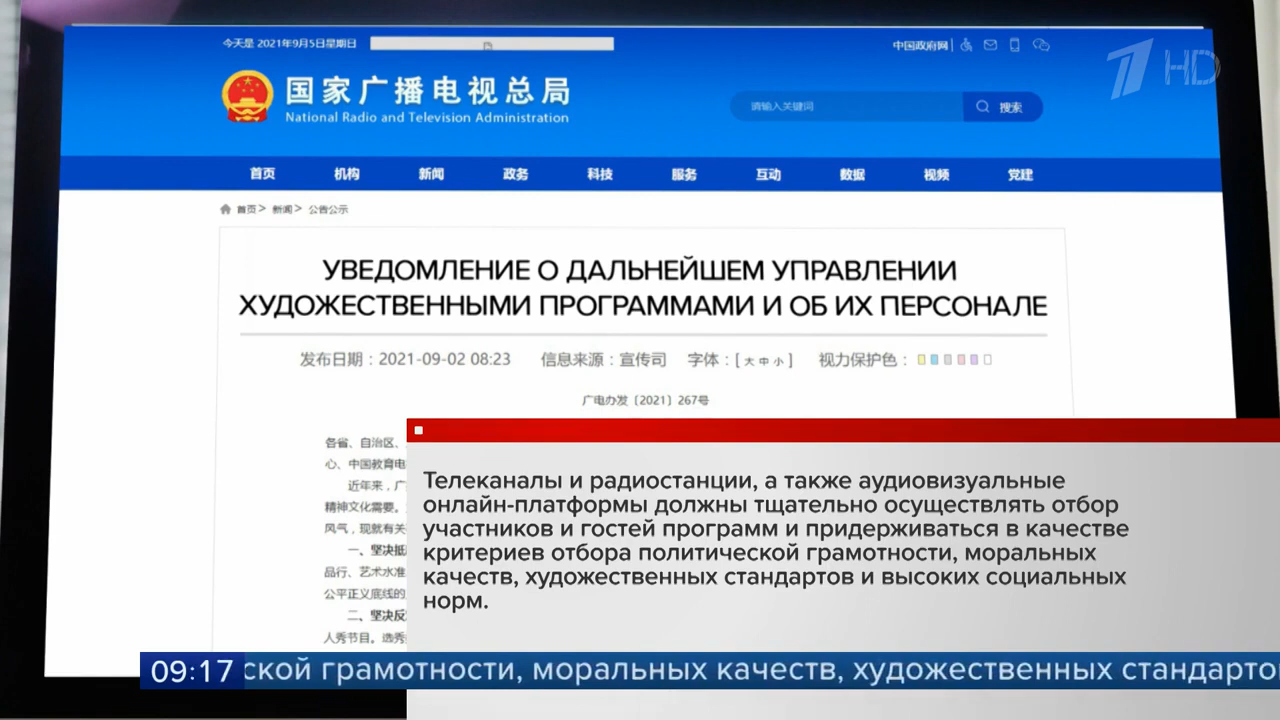 今天是 2021年9月5日星期日
中国政府网
1 HD
国家广播电视总局
National Radio and Television Administration
请输入关键词
搜索
首页 机构 新闻 政务 科技 服务 互动 数据 视频 党建
首页> 新闻> 公告公示
УВЕДОМЛЕНИЕ О ДАЛЬНЕЙШЕМ УПРАВЛЕНИИ
ХУДОЖЕСТВЕННЫМИ ПРОГРАММАМИ И ОБ ИХ ПЕРСОНАЛЕ
发布日期：2021-09-02 08:23 信息来源：宣传司 字体：[ 大 中 小 ] 视力保护色：
广电办发〔2021〕267号
各省、自治区、
心、中国教育电
近年来，广
精神文化需要。
风气，现就有关
一、坚决抵
品行、艺术水准
公平正义底线的
二、坚决反
人秀节目。选秀
Телеканалы и радиостанции, а также аудиовизуальные
онлайн-платформы должны тщательно осуществлять отбор
участников и гостей программ и придерживаться в качестве
критериев отбора политической грамотности, моральных
качеств, художественных стандартов и высоких социальных
норм.
09:17 ской грамотности, моральных качеств, художественных стандарто